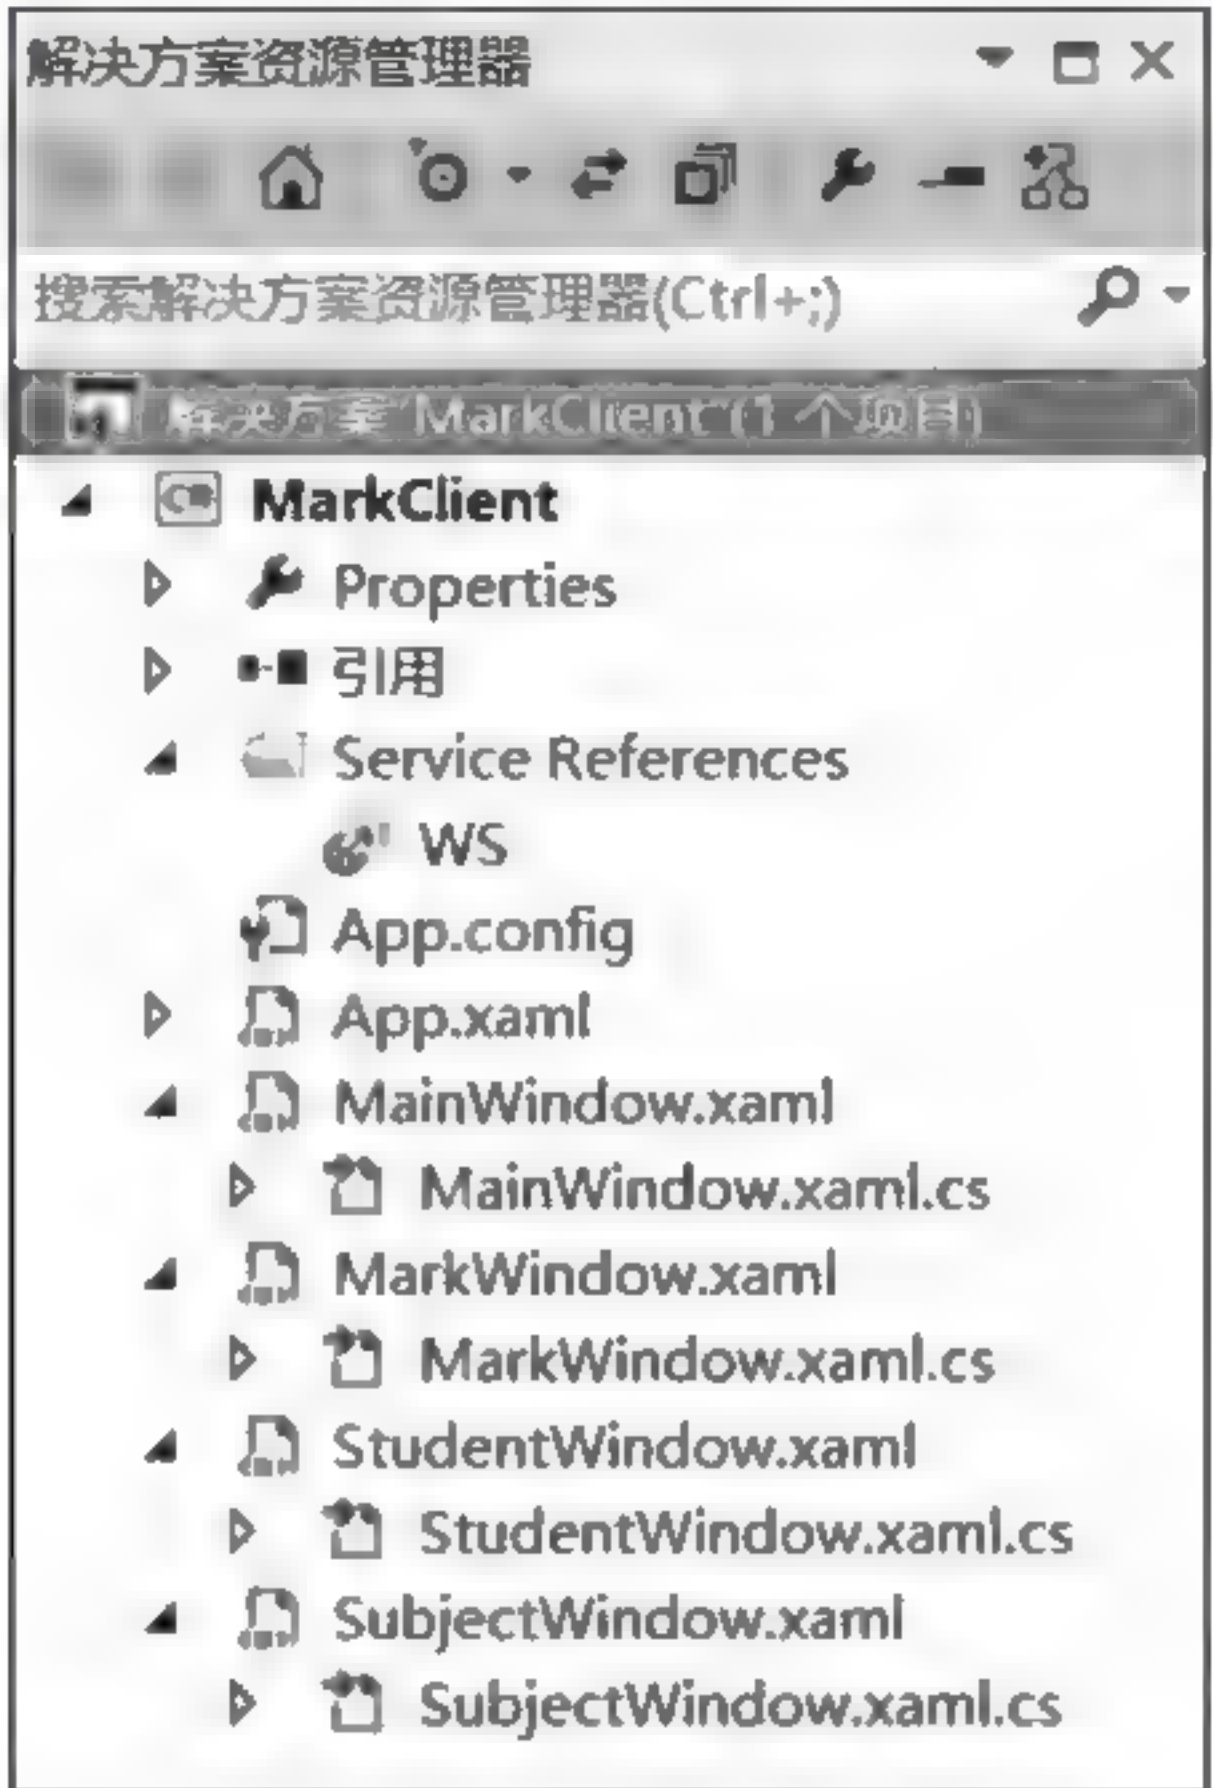 解决方案资源管理器
搜索解决方案资源管理器(Ctrl+;)
解决方案"MarkClient"(1 个项目)
MarkClient
Properties
引用
Service References
WS
App.config
App.xaml
MainWindow.xaml
MainWindow.xaml.cs
MarkWindow.xaml
MarkWindow.xaml.cs
StudentWindow.xaml
StudentWindow.xaml.cs
SubjectWindow.xaml
SubjectWindow.xaml.cs